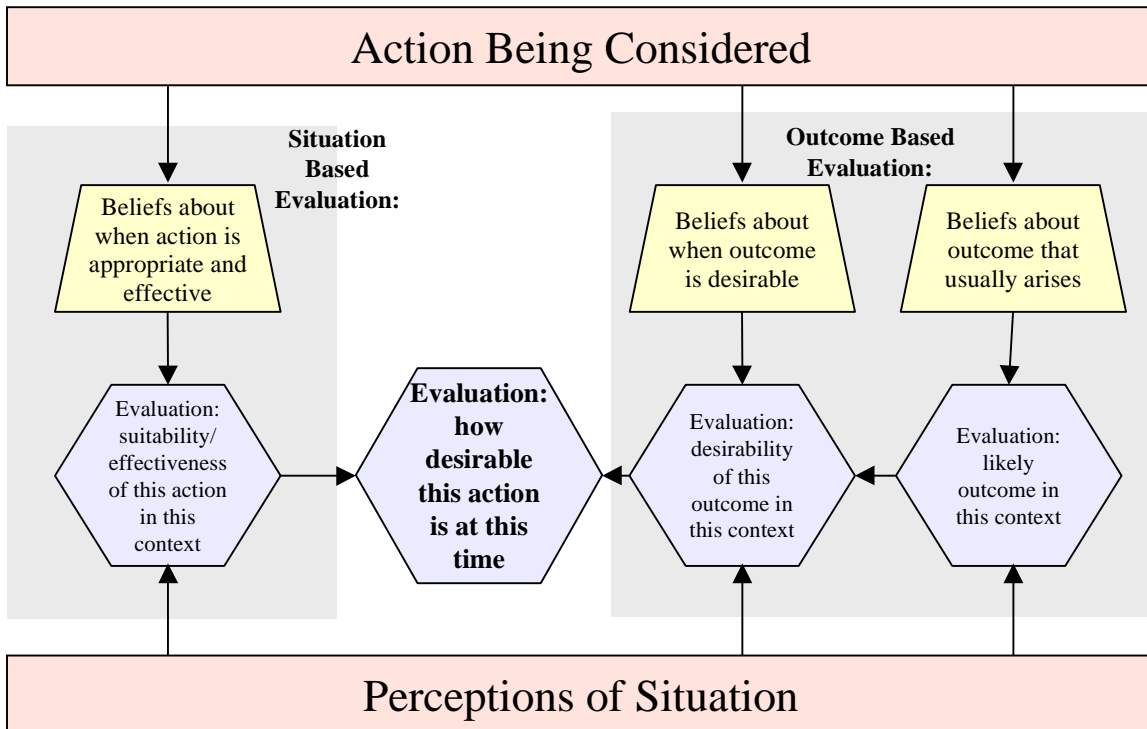 Action Being Considered
Situation
Based
Evaluation:
Outcome Based
Evaluation:
Beliefs about
when action is
appropriate and
effective
Beliefs about
when outcome
is desirable
Beliefs about
outcome that
usually arises
Evaluation:
suitability/
effectiveness
of this action
in this
context
Evaluation:
how
desirable
this action
is at this
time
Evaluation:
desirability
of this
outcome in
this context
Evaluation:
likely
outcome in
this context
Perceptions of Situation